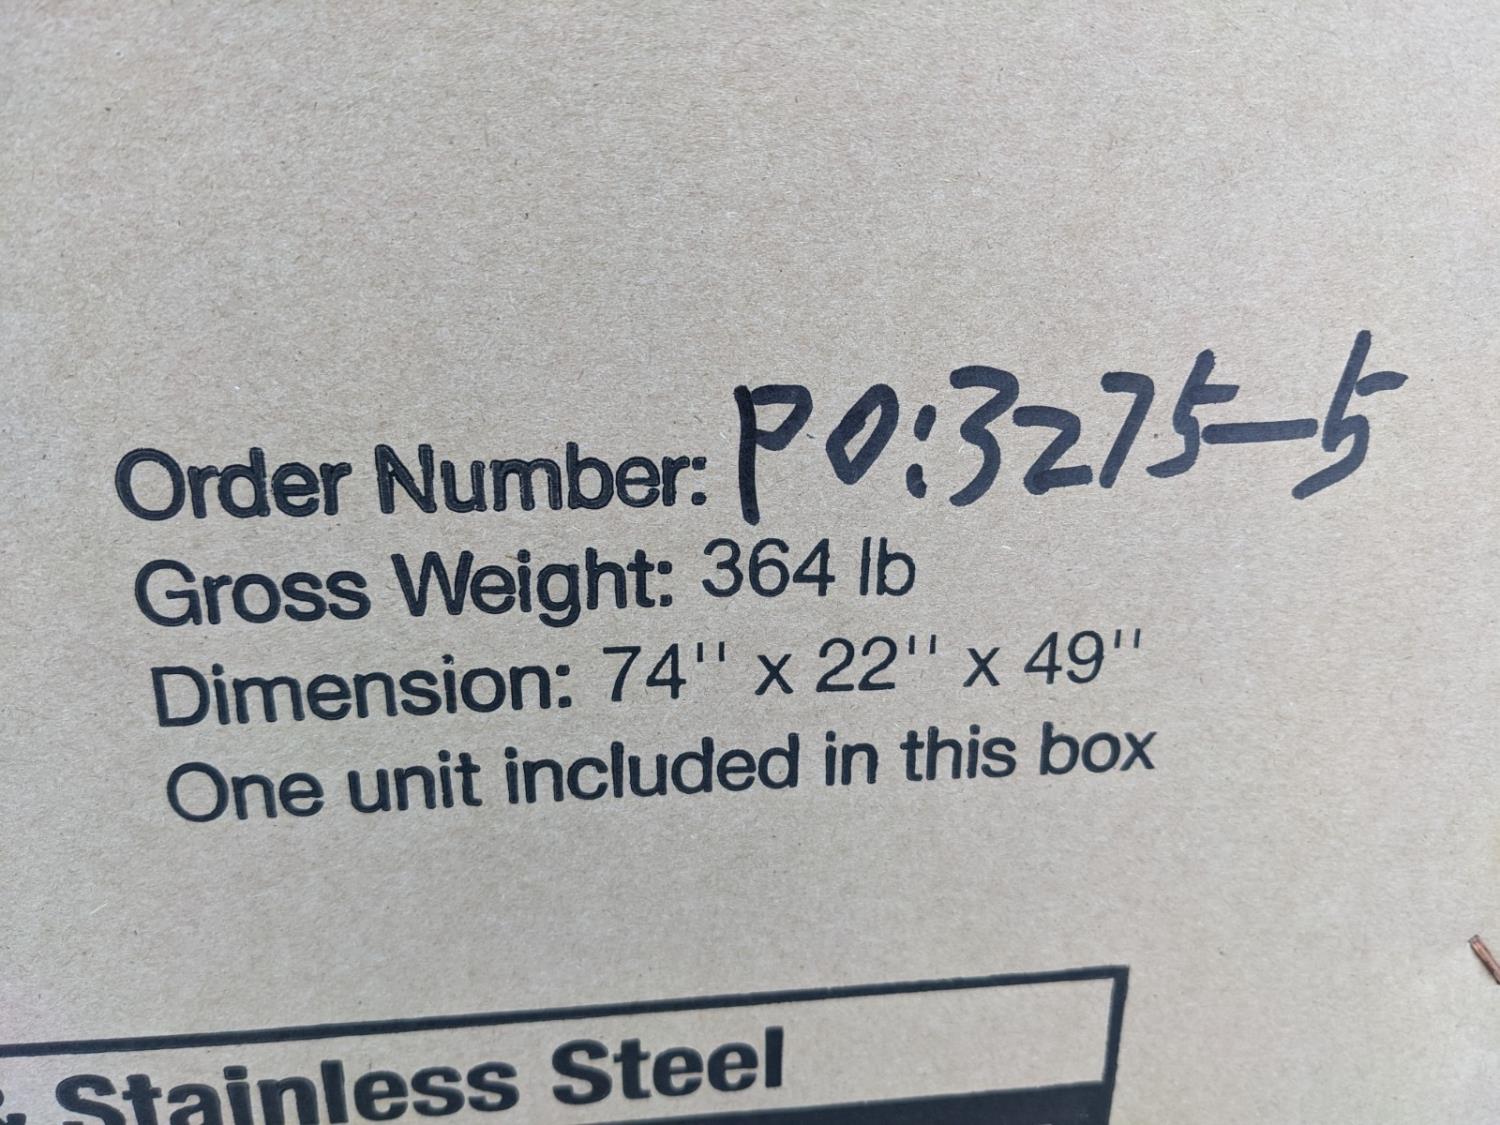 Order Number: PO:3275-5
Gross Weight: 364 lb
Dimension: 74'' x 22'' x 49''
One unit included in this box
& Stainless Steel